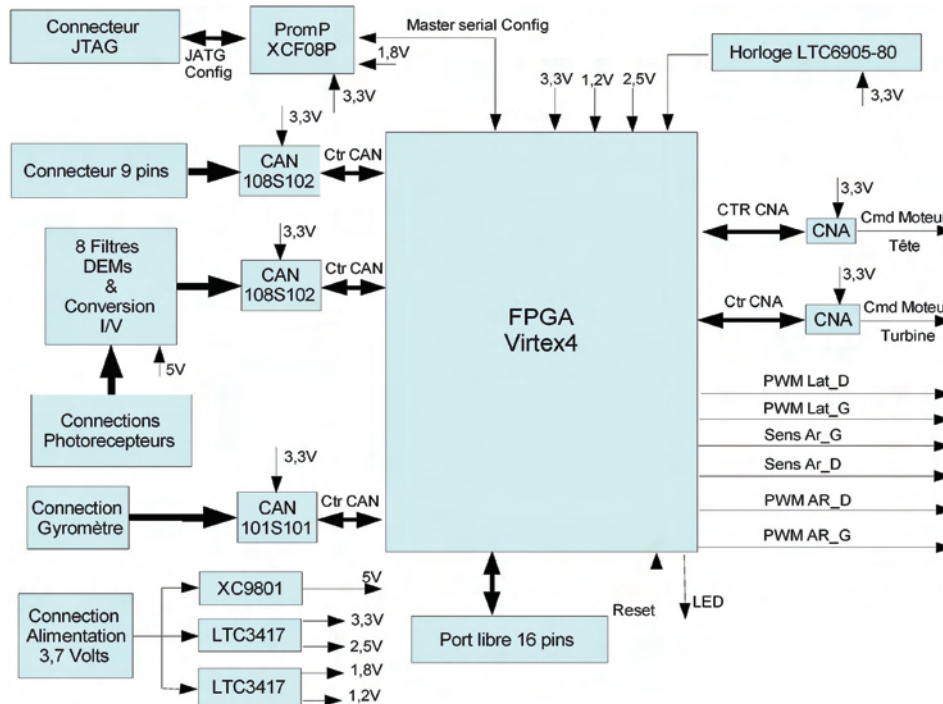 Connecteur
JTAG
JATG
Config
PromP
XCF08P
1,8V
3,3V
Master serial Config
3,3V
1,2V
2,5V
Horloge LTC6905-80
3,3V
Connecteur 9 pins
3,3V
CAN
108S102
Ctr CAN
8 Filtres
DEMs
&
Conversion
I/V
5V
3,3V
CAN
108S102
Ctr CAN
Connections
Photorecepteurs
FPGA
Virtex4
CTR CNA
3,3V
CNA
Cmd Moteur
Tête
Ctr CNA
3,3V
CNA
Cmd Moteur
Turbine
PWM Lat_D
PWM Lat_G
Sens Ar_G
Sens Ar_D
PWM AR_D
PWM AR_G
Connection
Gyromètre
3,3V
CAN
101S101
Ctr CAN
Connection
Alimentation
3,7 Volts
XC9801
5V
LTC3417
3,3V
2,5V
LTC3417
1,8V
1,2V
Port libre 16 pins
Reset
LED